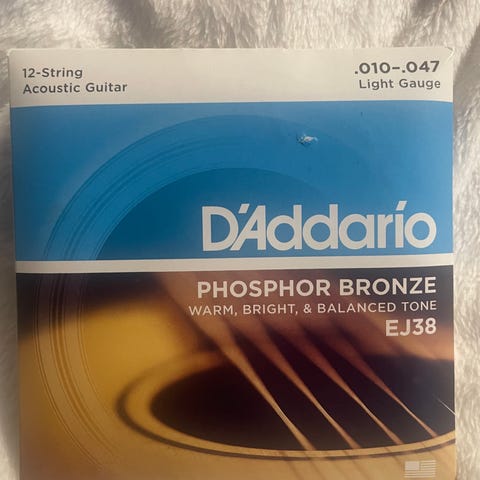 12-String
Acoustic Guitar
.010–.047
Light Gauge
D'Addario
PHOSPHOR BRONZE
WARM, BRIGHT, & BALANCED TONE
EJ38